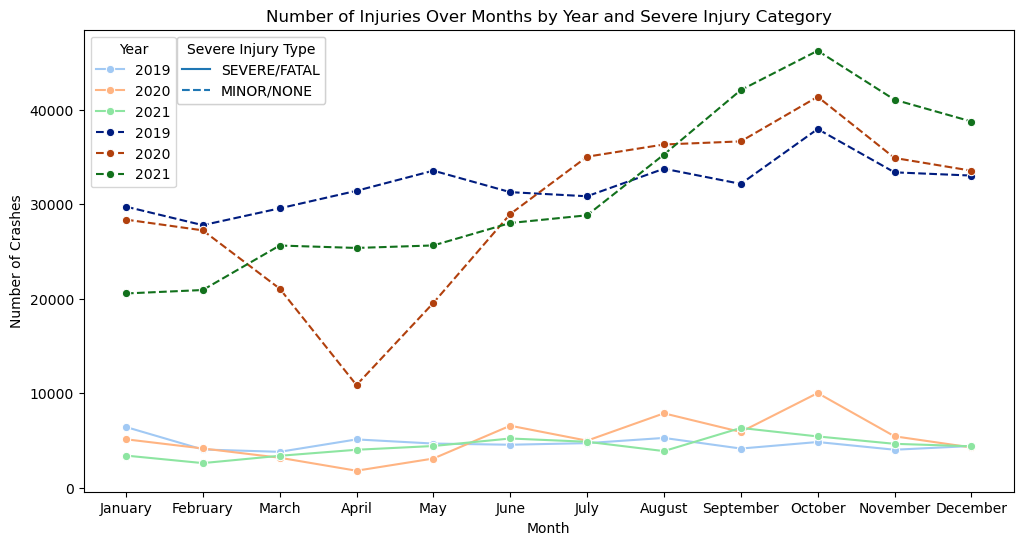 Number of Injuries Over Months by Year and Severe Injury Category
Year
2019
2020
2021
2019
2020
2021
Severe Injury Type
SEVERE/FATAL
MINOR/NONE
Number of Crashes
40000
30000
20000
10000
0
January February March April May June July August September October November December
Month